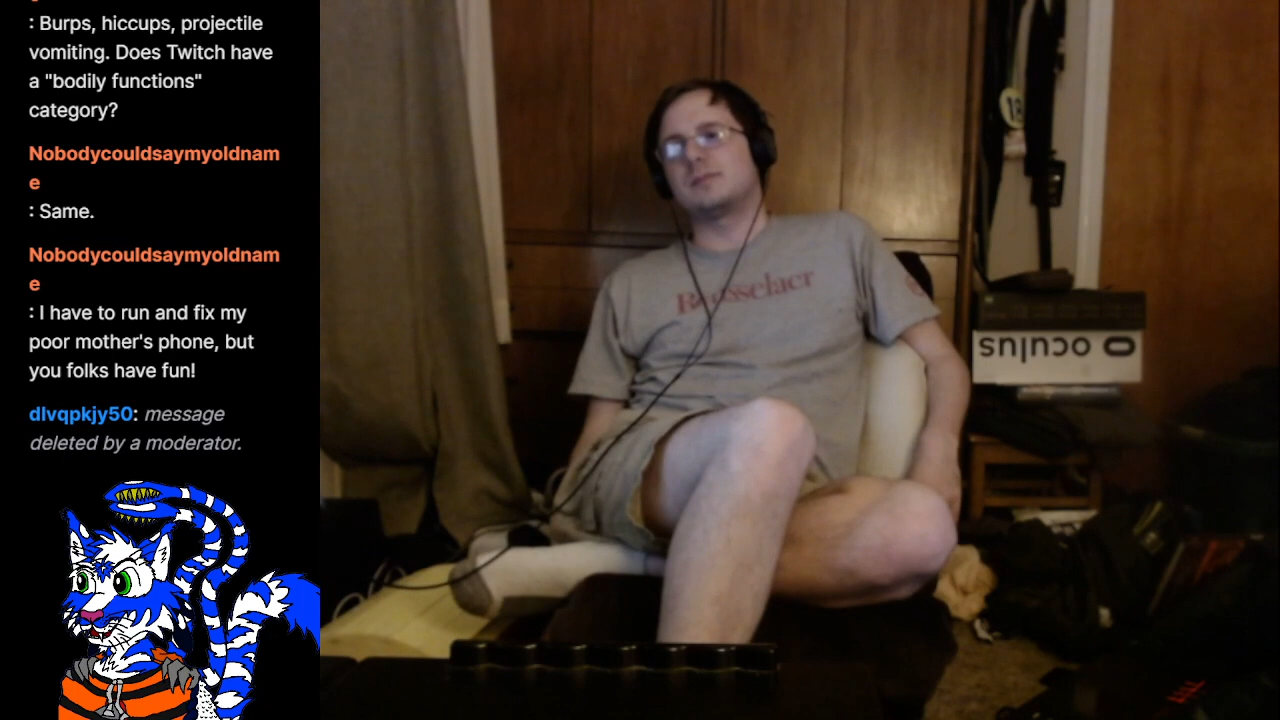 : Burps, hiccups, projectile
vomiting. Does Twitch have
a "bodily functions"
category?
Nobodycouldsaymyoldnam
e
: Same.
Nobodycouldsaymyoldnam
e
: I have to run and fix my
poor mother's phone, but
you folks have fun!
dlvqpkjy50: message
deleted by a moderator.
18
oculus